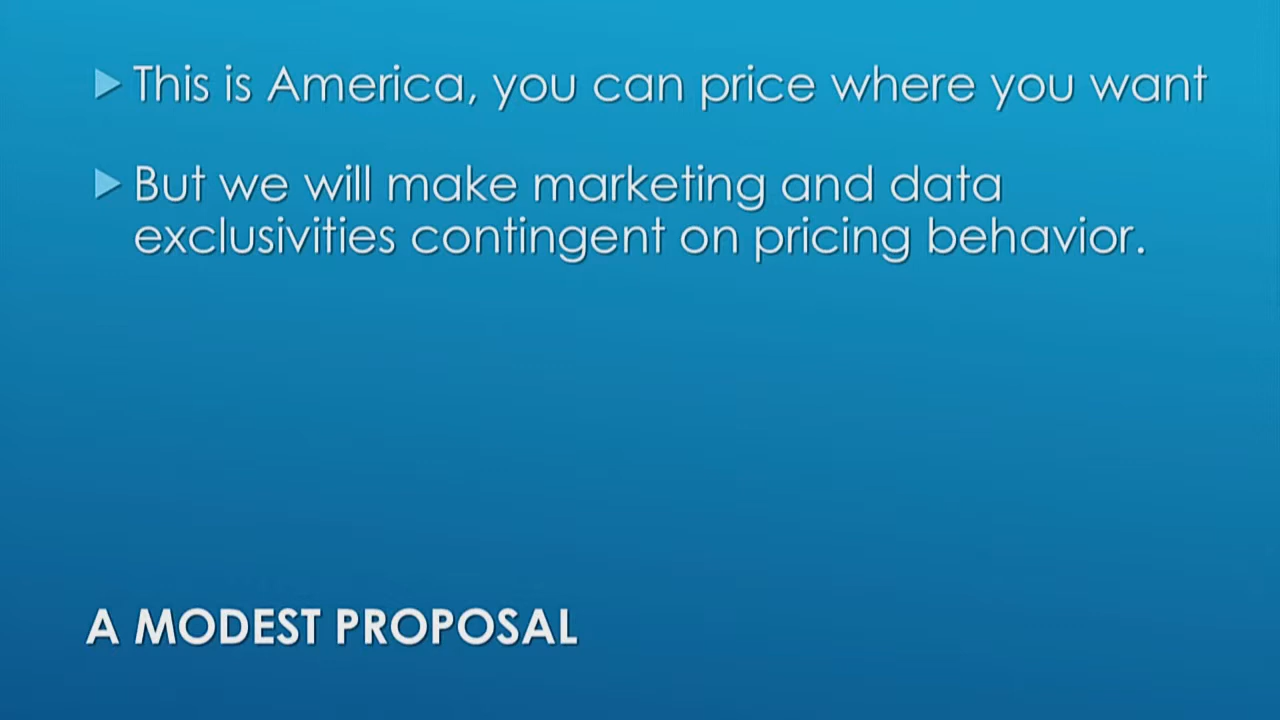 This is America, you can price where you want
But we will make marketing and data
exclusivities contingent on pricing behavior.
A MODEST PROPOSAL